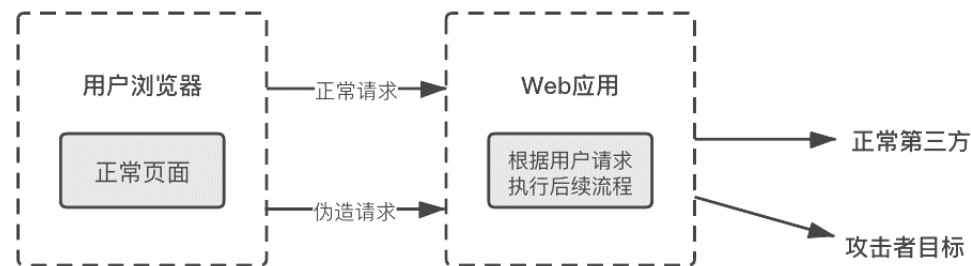 用户浏览器
正常页面
正常请求
伪造请求
Web应用
根据用户请求
执行后续流程
正常第三方
攻击者目标